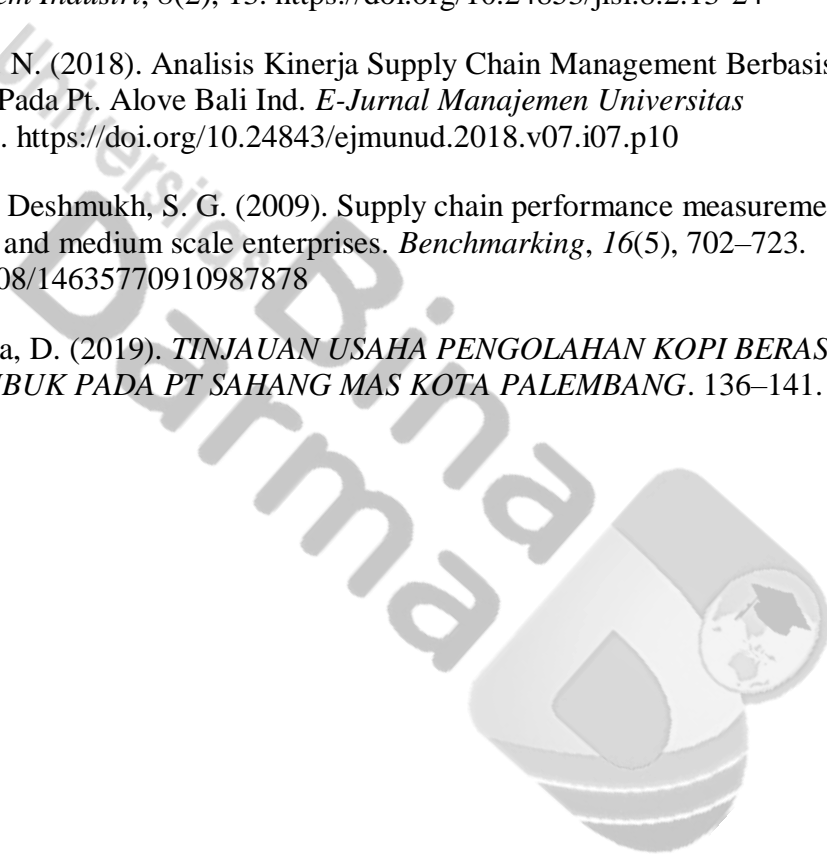 em Industri, 8(2), 13. https://doi.org/10.24853/jisi.8.2.13-24
N. (2018). Analisis Kinerja Supply Chain Management Berbasis
Pada Pt. Alove Bali Ind. E-Jurnal Manajemen Universitas
. https://doi.org/10.24843/ejmunud.2018.v07.i07.p10
Deshmukh, S. G. (2009). Supply chain performance measureme
and medium scale enterprises. Benchmarking, 16(5), 702–723.
08/14635770910987878
a, D. (2019). TINJAUAN USAHA PENGOLAHAN KOPI BERAS
BUK PADA PT SAHANG MAS KOTA PALEMBANG. 136–141.
Universitas
Bina
Darma